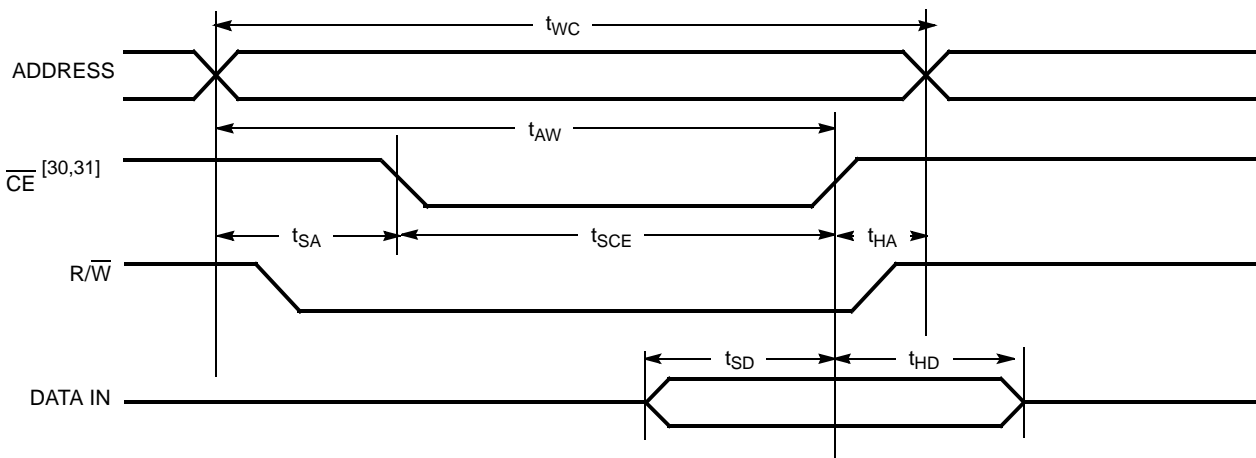 tWC
ADDRESS
tAW
CE [30,31]
tSA tSCE tHA
R/W
tSD tHD
DATA IN